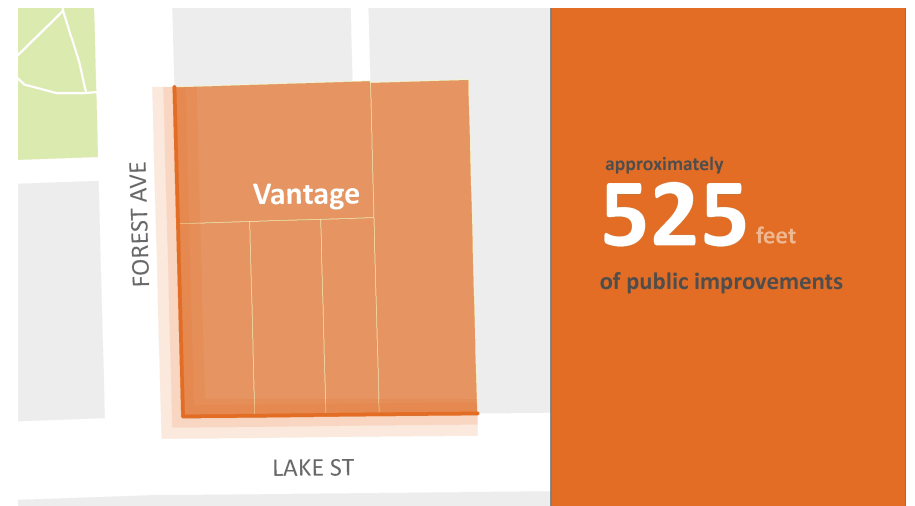 FOREST AVE
Vantage
LAKE ST
approximately
525 feet
of public improvements